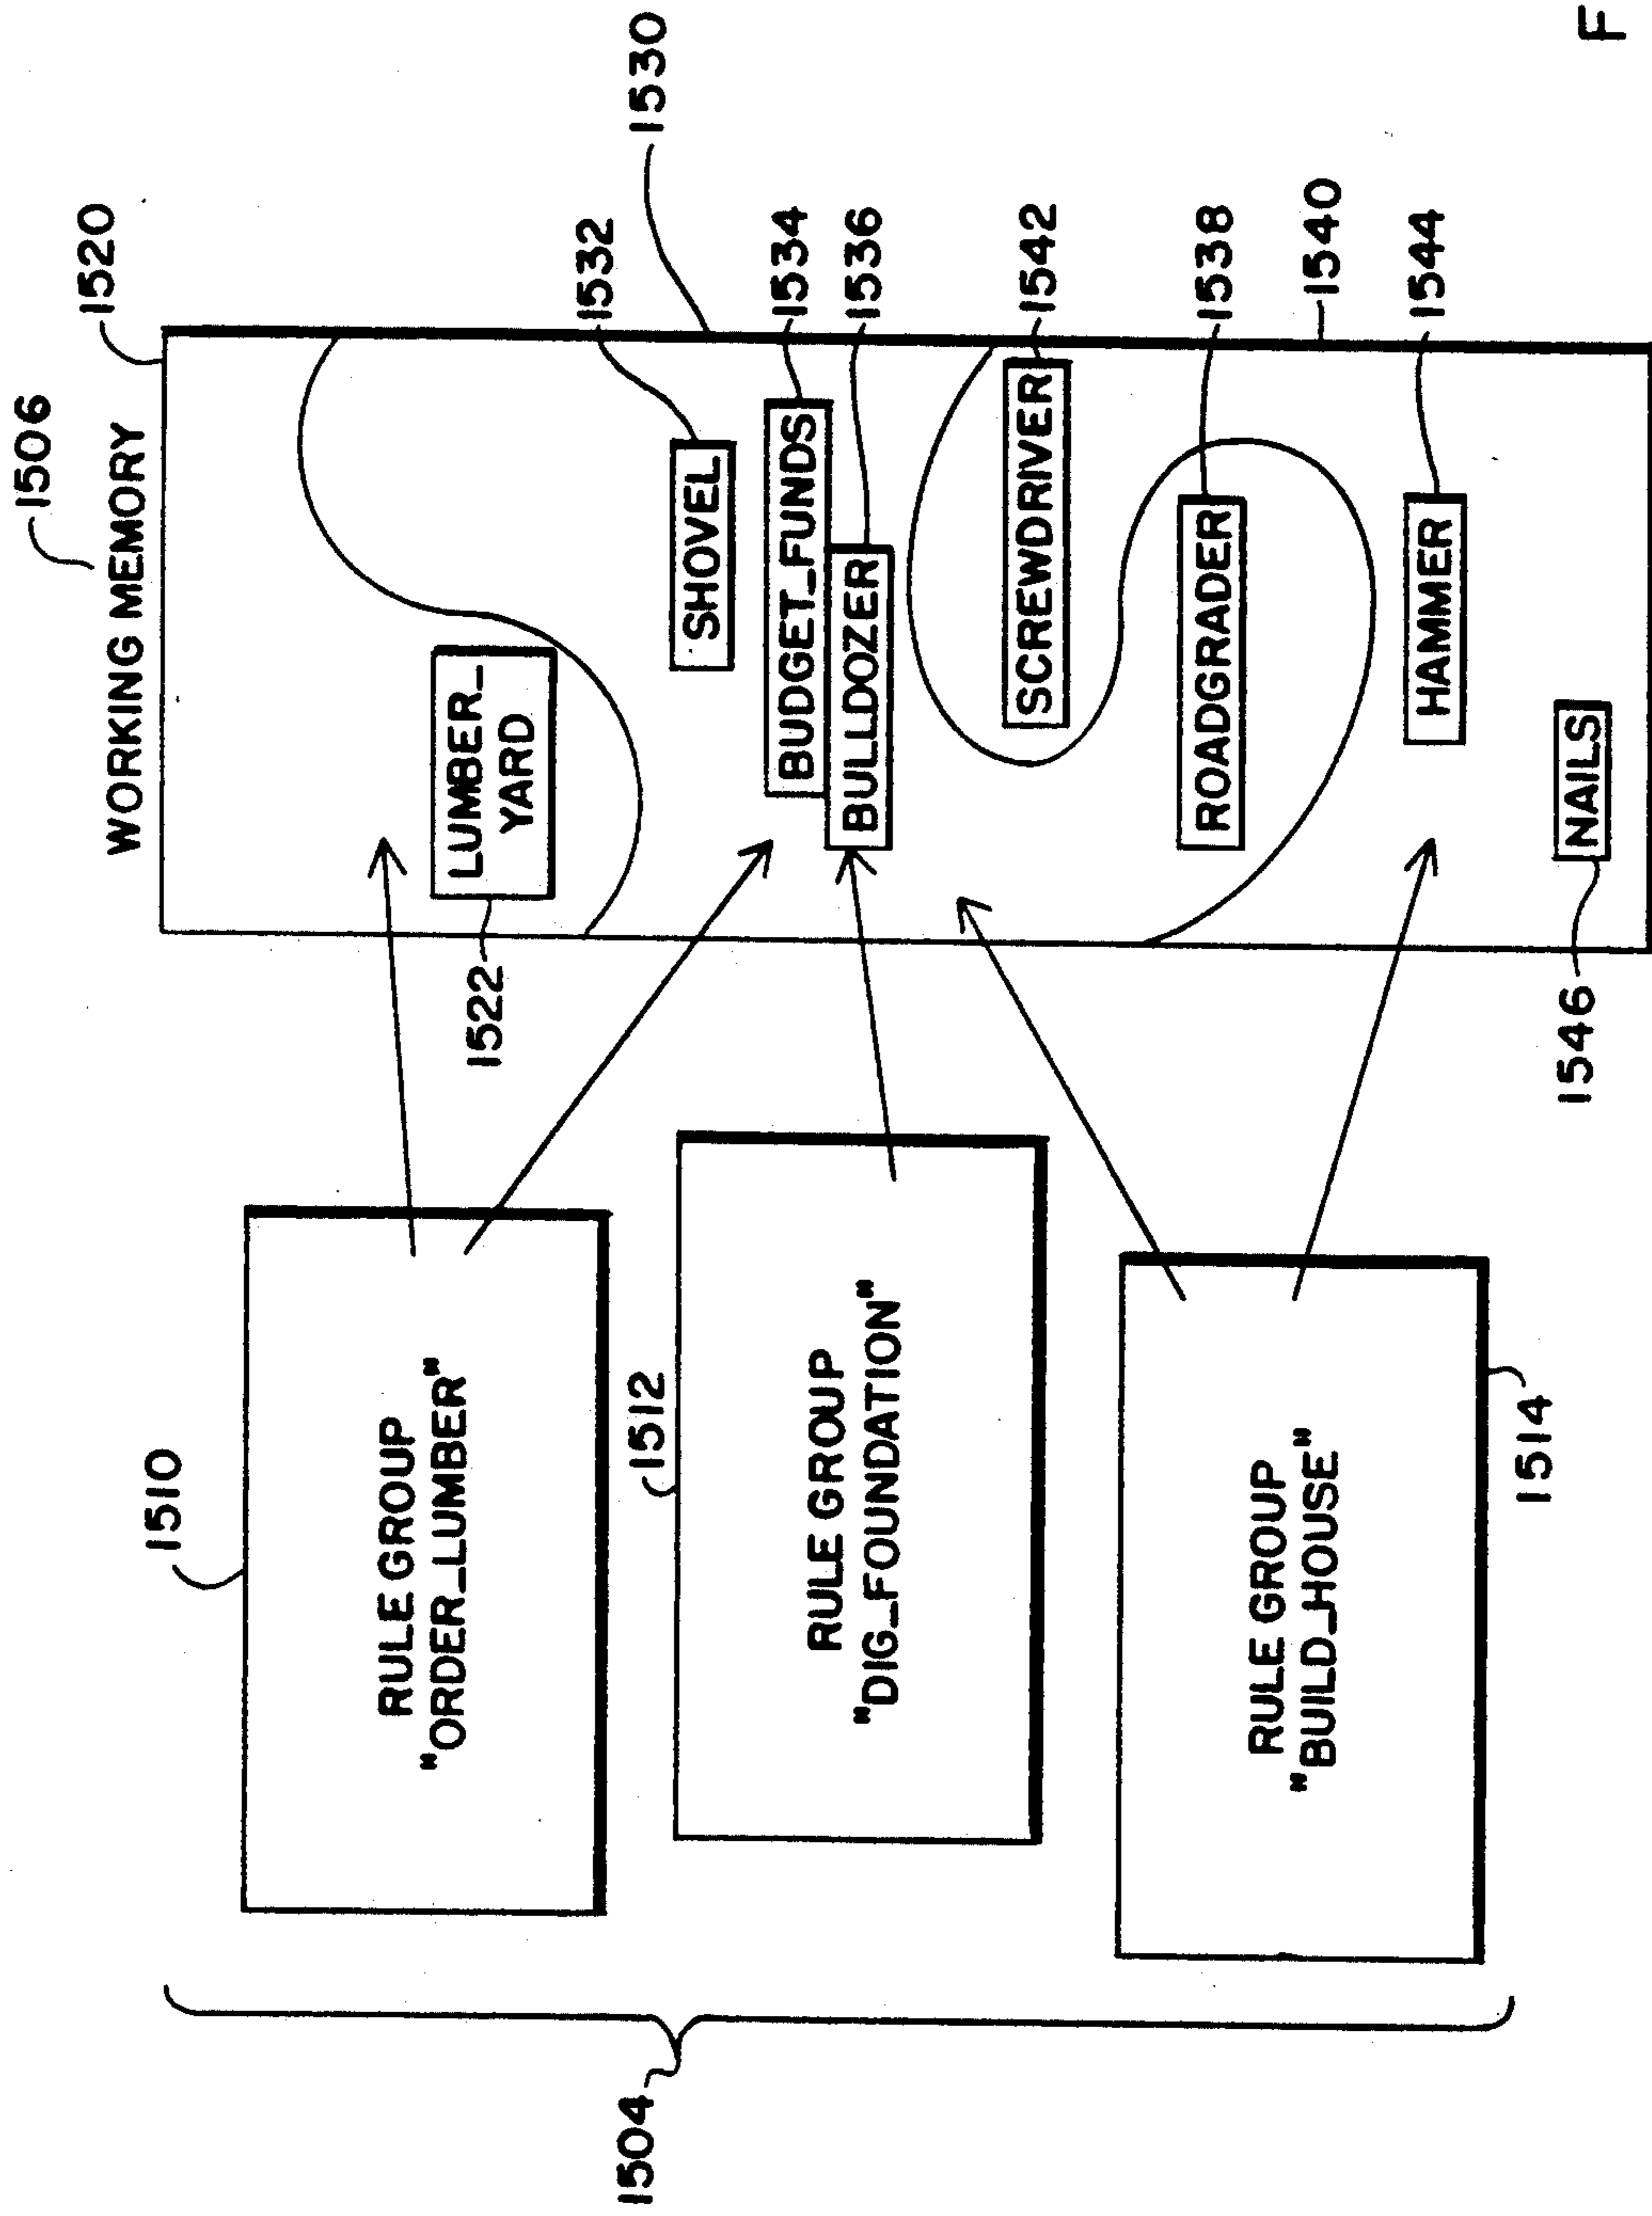 1506
WORKING MEMORY
1520
1530
1510
RULE GROUP
"ORDER_LUMBER"
LUMBER_
YARD
1522
1532
SHOVEL
1534
BUDGET_FUNDS
1536
BULLDOZER
1512
RULE GROUP
"DIG_FOUNDATION"
1542
SCREWDRIVER
1538
ROADGRADER
1540
1544
HAMMER
NAILS
1546
RULE GROUP
"BUILD_HOUSE"
1514
1504
F